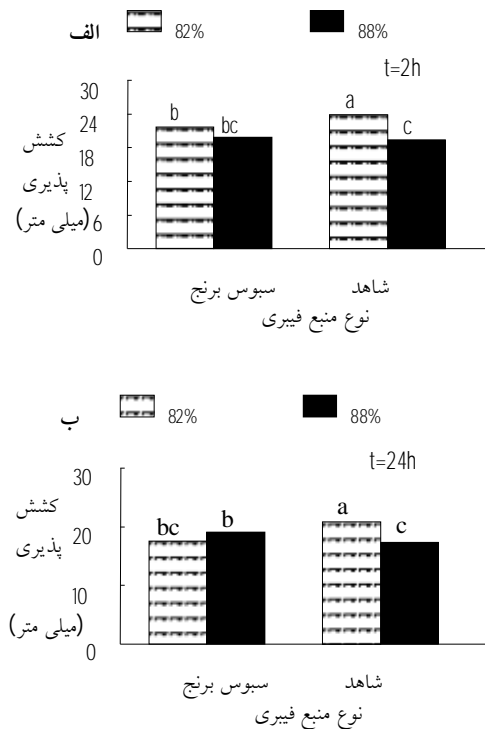 الف 82% 88%
t=2h
30
24
18
12
6
0
کشش
پذیری
(میلی متر)
b bc a c
سبوس برنج شاهد
نوع منبع فیبری
ب 82% 88%
t=24h
30
20
10
0
کشش
پذیری
(میلی متر)
bc b a c
سبوس برنج شاهد
نوع منبع فیبری